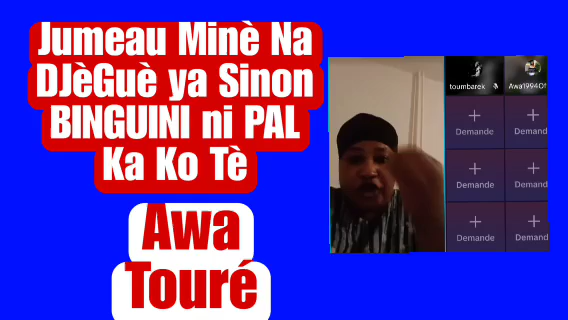 Jumeau Minè Na
DJèGuè ya Sinon
BINGUINI ni PAL
Ka Ko Tè
Awa
Touré
toumbarek
Demande
Demande
Demande
Demande
Demande
Demande